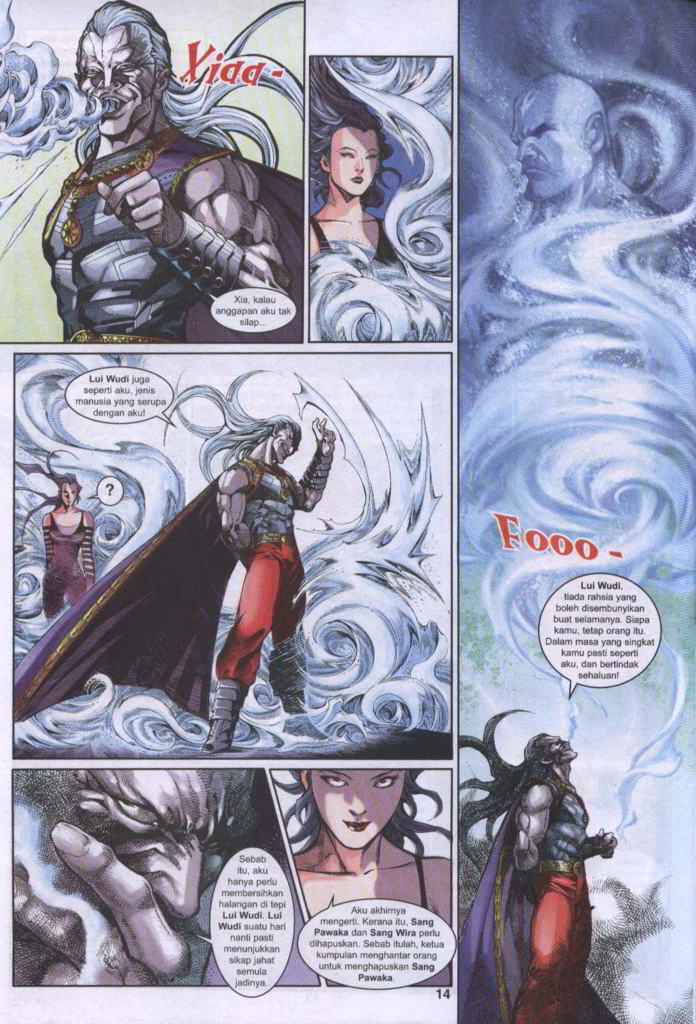 Xiaa-
Xia, kalau
anggapan aku tak
silap...
Lui Wudi juga
seperti aku, jenis
manusia yang serupa
dengan aku!
?
Sebab
itu, aku
hanya perlu
membersihkan
halangan di tepi
Lui Wudi. Lui
Wudi suatu hari
nanti pasti
menunjukkan
sikap jahat
semula
jadinya.
Aku akhirnya
mengerti. Kerana itu, Sang
Pawaka dan Sang Wira perlu
dihapuskan. Sebab itulah, ketua
kumpulan menghantar orang
untuk menghapuskan Sang
Pawaka.
Fooo-
Lui Wudi,
tiada rahsia yang
boleh disembunyikan
buat selamanya. Siapa
kamu, tetap orang itu.
Dalam masa yang singkat
kamu pasti seperti
aku, dan bertindak
sehaluan!
14